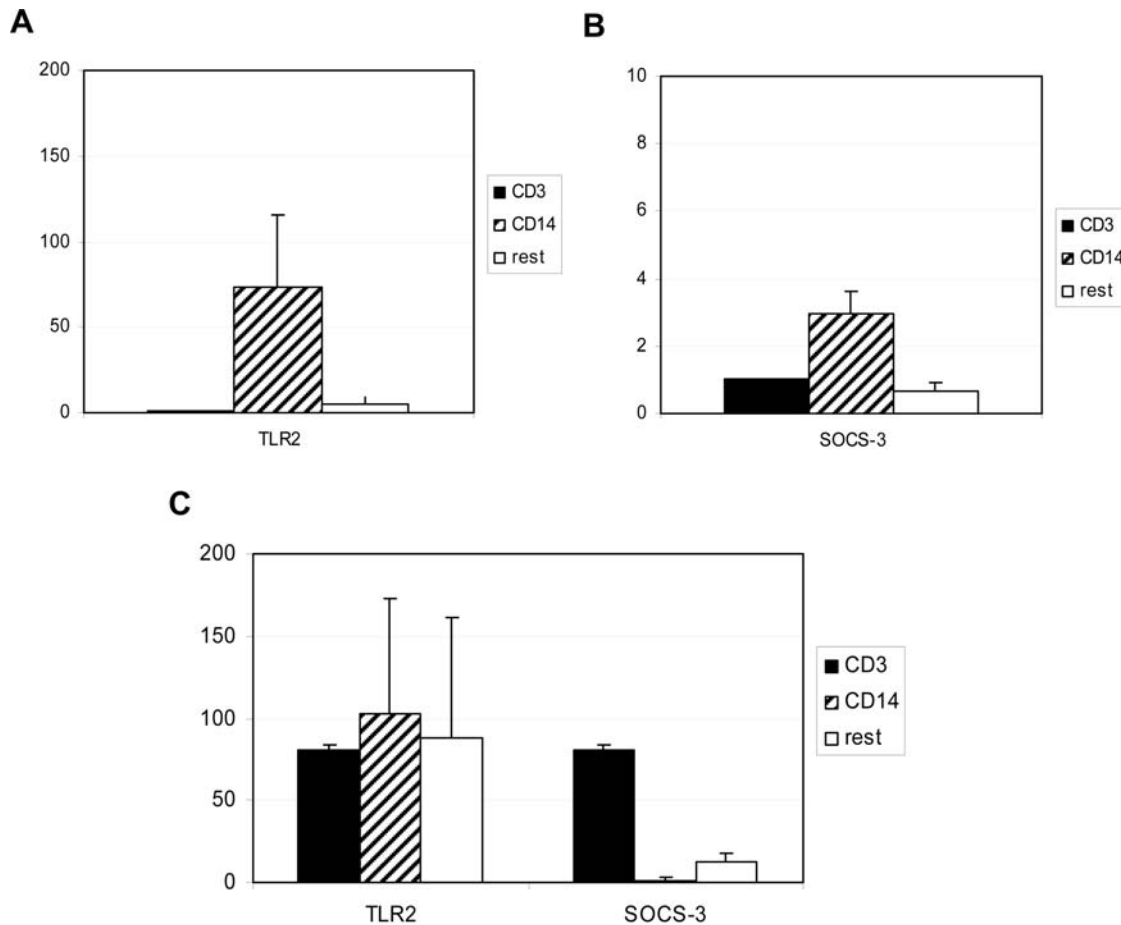 A
200
150
100
50
0
TLR2
CD3
CD14
rest
B
10
8
6
4
2
0
SOCS-3
CD3
CD14
rest
C
200
150
100
50
0
TLR2 SOCS-3
CD3
CD14
rest